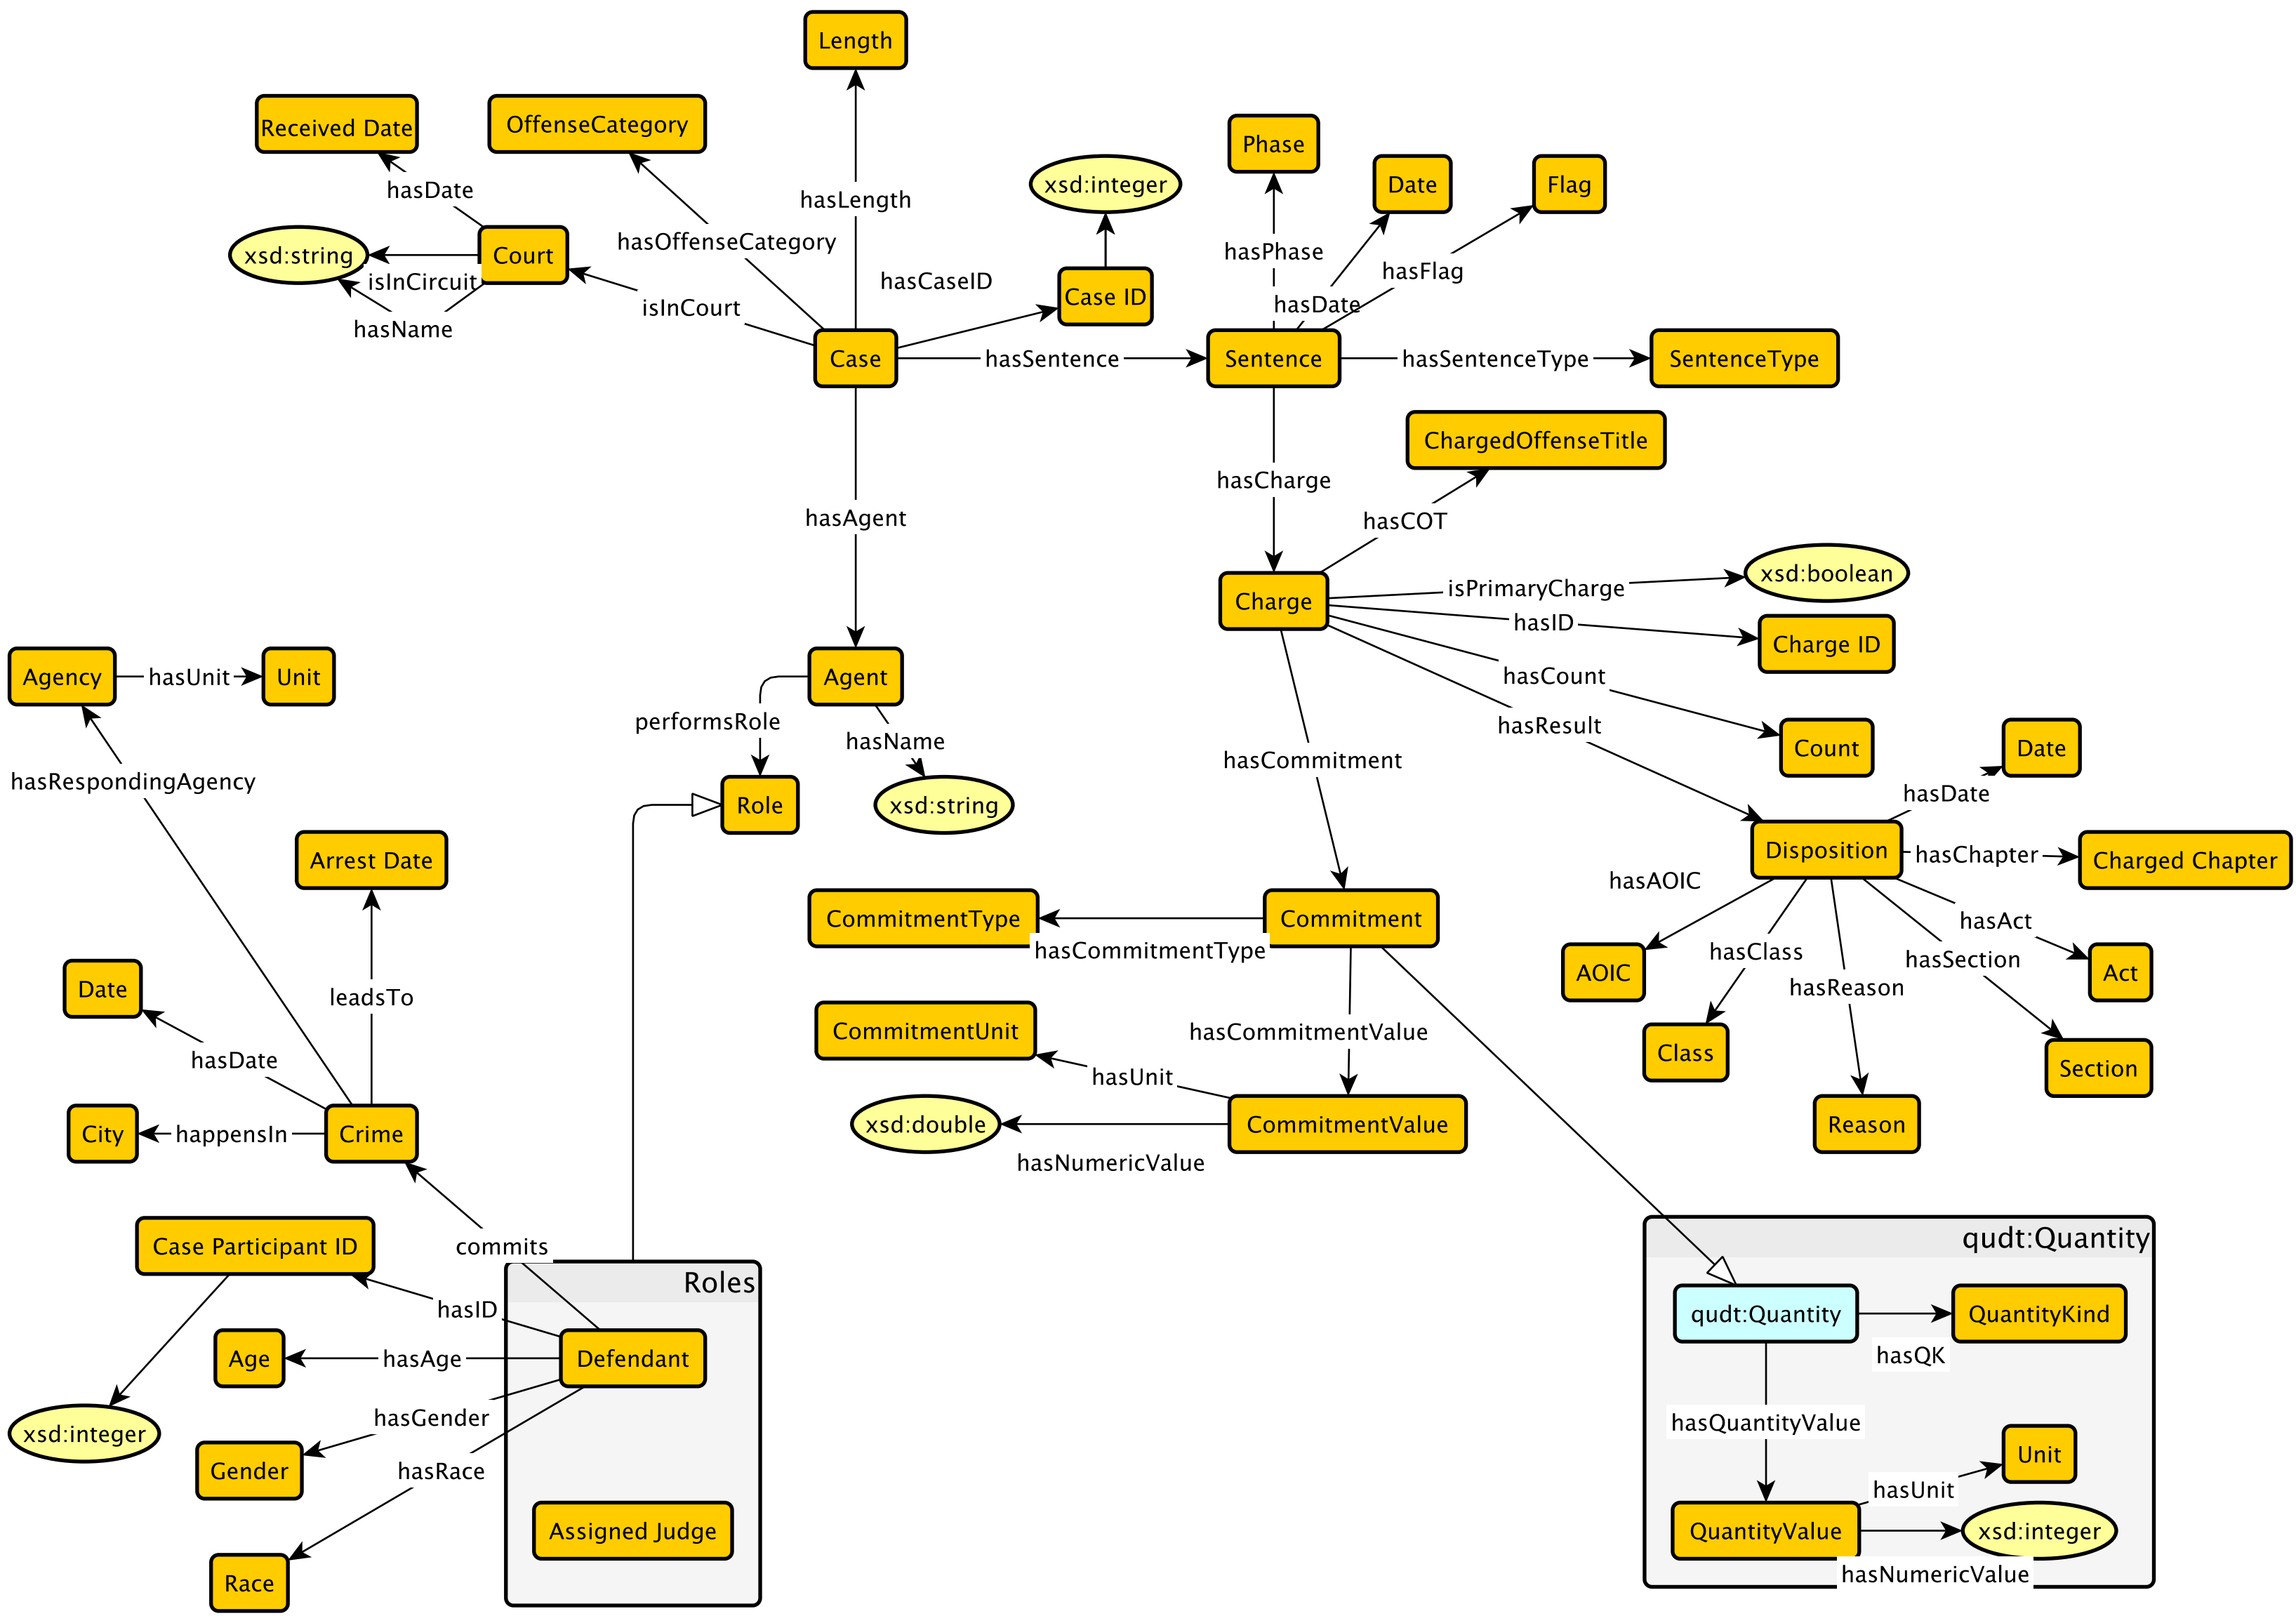 Length
Received Date
OffenseCategory
Phase
xsd:integer
Date
Flag
hasDate
hasLength
hasOffenseCategory
xsd:string
Court
hasPhase
isInCircuit
hasCaseID
Case ID
hasFlag
hasDate
isInCourt
hasName
Case
hasSentence
Sentence
hasSentenceType
SentenceType
ChargedOffenseTitle
hasCharge
hasAgent
hasCOT
xsd:boolean
isPrimaryCharge
Charge
hasID
Charge ID
Agency
hasUnit
Unit
Agent
hasCount
performsRole
hasName
hasResult
Count
Date
hasCommitment
hasRespondingAgency
Role
xsd:string
hasDate
Arrest Date
Disposition
hasChapter
Charged Chapter
hasAOIC
CommitmentType
Commitment
hasAct
hasCommitmentType
hasClass
hasSection
AOIC
Act
Date
leadsTo
hasReason
CommitmentUnit
hasCommitmentValue
Class
hasDate
Section
hasUnit
City
happensIn
Crime
xsd:double
CommitmentValue
Reason
hasNumericValue
Case Participant ID
commits
qudt:Quantity
Roles
hasID
qudt:Quantity
QuantityKind
Age
hasAge
Defendant
hasQK
hasGender
hasQuantityValue
xsd:integer
Unit
Gender
hasRace
hasUnit
Assigned Judge
QuantityValue
xsd:integer
hasNumericValue
Race